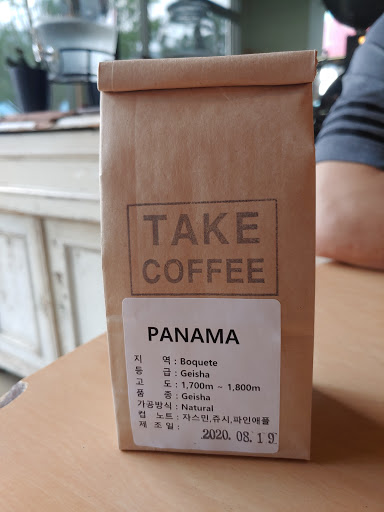 TAKE
COFFEE
PANAMA
지 역 : Boquete
등 급 : Geisha
고 도 : 1,700m ~ 1,800m
품 종 : Geisha
가공방식 : Natural
컵 노트 : 자스민,쥬시,파인애플
제 조 일 : 2020. 08. 19